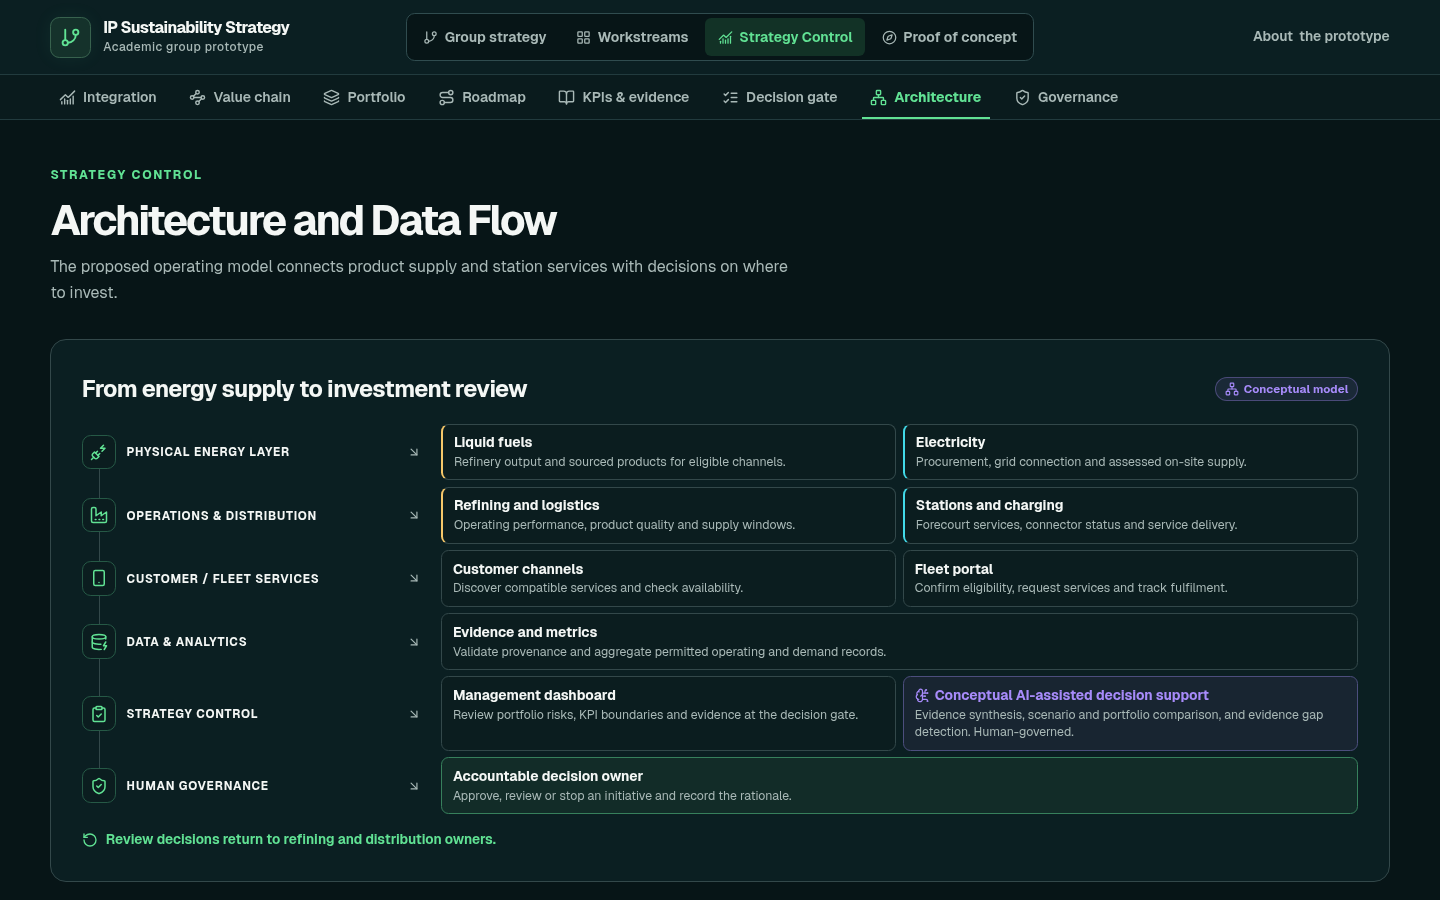 IP Sustainability Strategy
Academic group prototype
Group strategy
Workstreams
Strategy Control
Proof of concept
About the prototype
Integration
Value chain
Portfolio
Roadmap
KPIs & evidence
Decision gate
Architecture
Governance
STRATEGY CONTROL
Architecture and Data Flow
The proposed operating model connects product supply and station services with decisions on where
to invest.
From energy supply to investment review
Conceptual model
PHYSICAL ENERGY LAYER
Liquid fuels
Refinery output and sourced products for eligible channels.
Electricity
Procurement, grid connection and assessed on-site supply.
OPERATIONS & DISTRIBUTION
Refining and logistics
Operating performance, product quality and supply windows.
Stations and charging
Forecourt services, connector status and service delivery.
CUSTOMER / FLEET SERVICES
Customer channels
Discover compatible services and check availability.
Fleet portal
Confirm eligibility, request services and track fulfilment.
DATA & ANALYTICS
Evidence and metrics
Validate provenance and aggregate permitted operating and demand records.
STRATEGY CONTROL
Management dashboard
Review portfolio risks, KPI boundaries and evidence at the decision gate.
Conceptual AI-assisted decision support
Evidence synthesis, scenario and portfolio comparison, and evidence gap
detection. Human-governed.
HUMAN GOVERNANCE
Accountable decision owner
Approve, review or stop an initiative and record the rationale.
Review decisions return to refining and distribution owners.